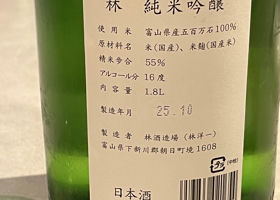 林 純米吟醸
使用米 富山県産五百万石100%
原材料名 米(国産)、米麹(国産米)
精米歩合 55%
アルコール分 16度
内容量 1.8L
製造年月 25.10
製造者 林酒造場(林洋一)
富山県下新川郡朝日町境1608
日本酒